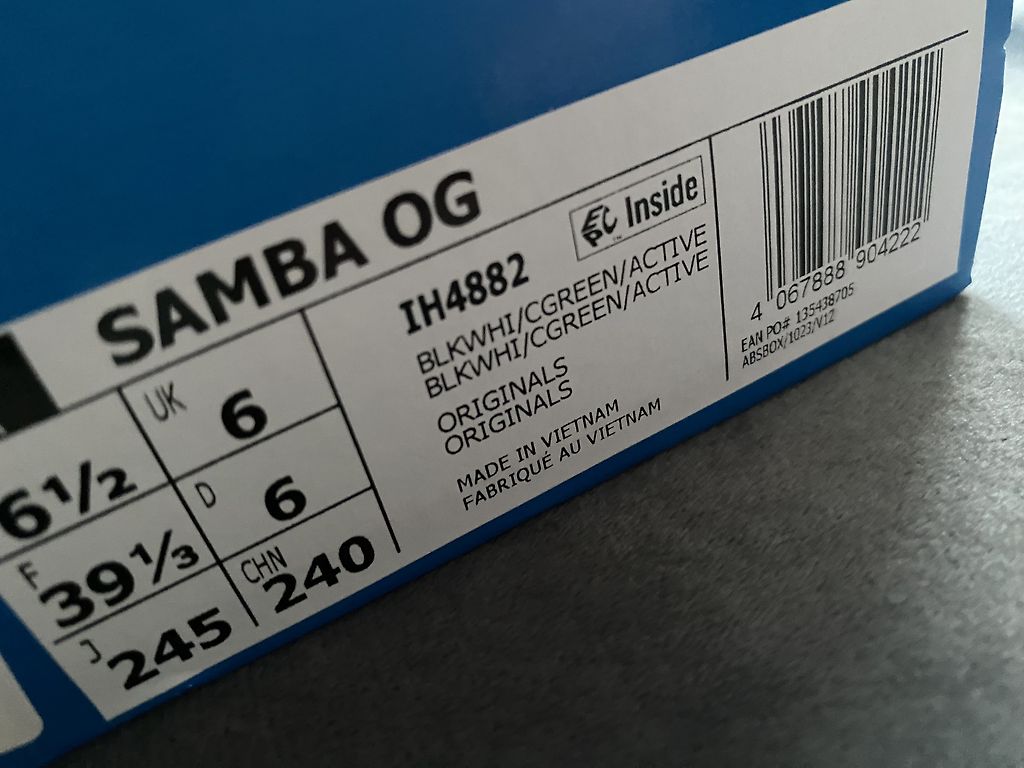 SAMBA OG
6 1/2
UK 6
F 39 1/3
D 6
J 245
CHN 240
IH4882
EPC™ Inside
BLKWHI/CGREEN/ACTIVE
BLKWHI/CGREEN/ACTIVE
ORIGINALS
ORIGINALS
MADE IN VIETNAM
FABRIQUÉ AU VIETNAM
4 067888 904222
EAN PO# 135438705
ABSBOX/1023/V12